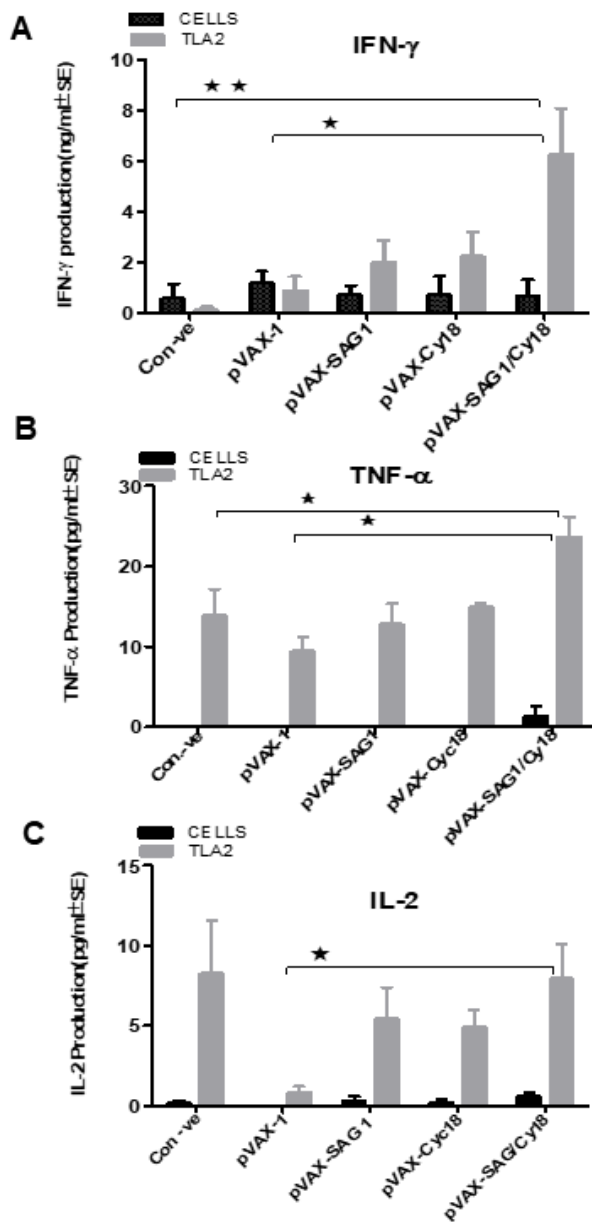 A
CELLS
TLA2
IFN-γ
IFN-γ production(ng/ml±SE)
10
8
6
4
2
0
★ ★
★
Con-ve
pVAX-1
pVAX-SAG1
pVAX-Cy18
pVAX-SAG1/Cy18
B
CELLS
TLA2
TNF-α
TNF-α Production(pg/ml±SE)
30
20
10
0
★
★
Con.-ve
pVAX-1
pVAX-SAG1
pVAX-Cyc18
pVAX-SAG1/Cy18
C
CELLS
TLA2
IL-2
IL-2 Production(pg/ml±SE)
15
10
5
0
★
Con-ve
pVAX-1
pVAX-SAG1
pVAX-Cyc18
pVAX-SAG/Cy18